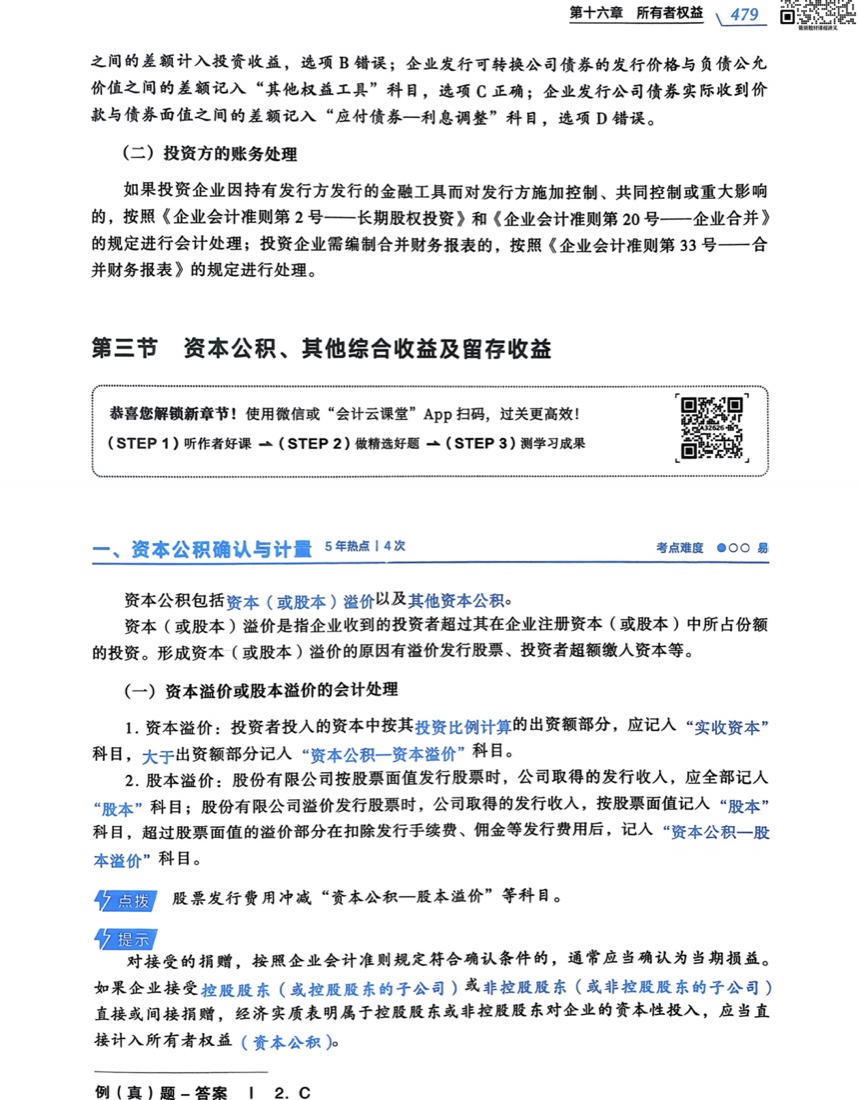 第十六章 所有者权益 479
之间的差额计入投资收益，选项 B 错误；企业发行可转换公司债券的发行价格与负债公允
价值之间的差额记入“其他权益工具”科目，选项 C 正确；企业发行公司债券实际收到价
款与债券面值之间的差额记入“应付债券—利息调整”科目，选项 D 错误。
（二）投资方的账务处理
如果投资企业因持有发行方发行的金融工具而对发行方施加控制、共同控制或重大影响
的，按照《企业会计准则第 2 号——长期股权投资》和《企业会计准则第 20 号——企业合并》
的规定进行会计处理；投资企业需编制合并财务报表的，按照《企业会计准则第 33 号——合
并财务报表》的规定进行处理。
第三节 资本公积、其他综合收益及留存收益
恭喜您解锁新章节！使用微信或“会计云课堂”App 扫码，过关更高效！
（STEP 1）听作者好课 ⇀（STEP 2）做精选好题 ⇀（STEP 3）测学习成果
一、资本公积确认与计量 5 年热点 | 4 次 考点难度 ●○○ 易
资本公积包括资本（或股本）溢价以及其他资本公积。
资本（或股本）溢价是指企业收到的投资者超过其在企业注册资本（或股本）中所占份额
的投资。形成资本（或股本）溢价的原因有溢价发行股票、投资者超额缴入资本等。
（一）资本溢价或股本溢价的会计处理
1. 资本溢价：投资者投入的资本中按其投资比例计算的出资额部分，应记入“实收资本”
科目，大于出资额部分记入“资本公积—资本溢价”科目。
2. 股本溢价：股份有限公司按股票面值发行股票时，公司取得的发行收入，应全部记入
“股本”科目；股份有限公司溢价发行股票时，公司取得的发行收入，按股票面值记入“股本”
科目，超过股票面值的溢价部分在扣除发行手续费、佣金等发行费用后，记入“资本公积—股
本溢价”科目。
点拨 股票发行费用冲减“资本公积—股本溢价”等科目。
提示
对接受的捐赠，按照企业会计准则规定符合确认条件的，通常应当确认为当期损益。
如果企业接受控股股东（或控股股东的子公司）或非控股股东（或非控股股东的子公司）
直接或间接捐赠，经济实质表明属于控股股东或非控股股东对企业的资本性投入，应当直
接计入所有者权益（资本公积）。
例（真）题 – 答案 | 2. C